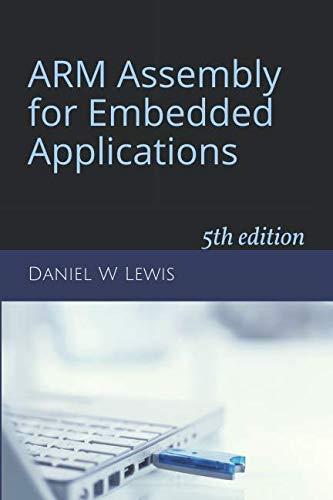 ARM Assembly
for Embedded
Applications
5th edition
Daniel W Lewis